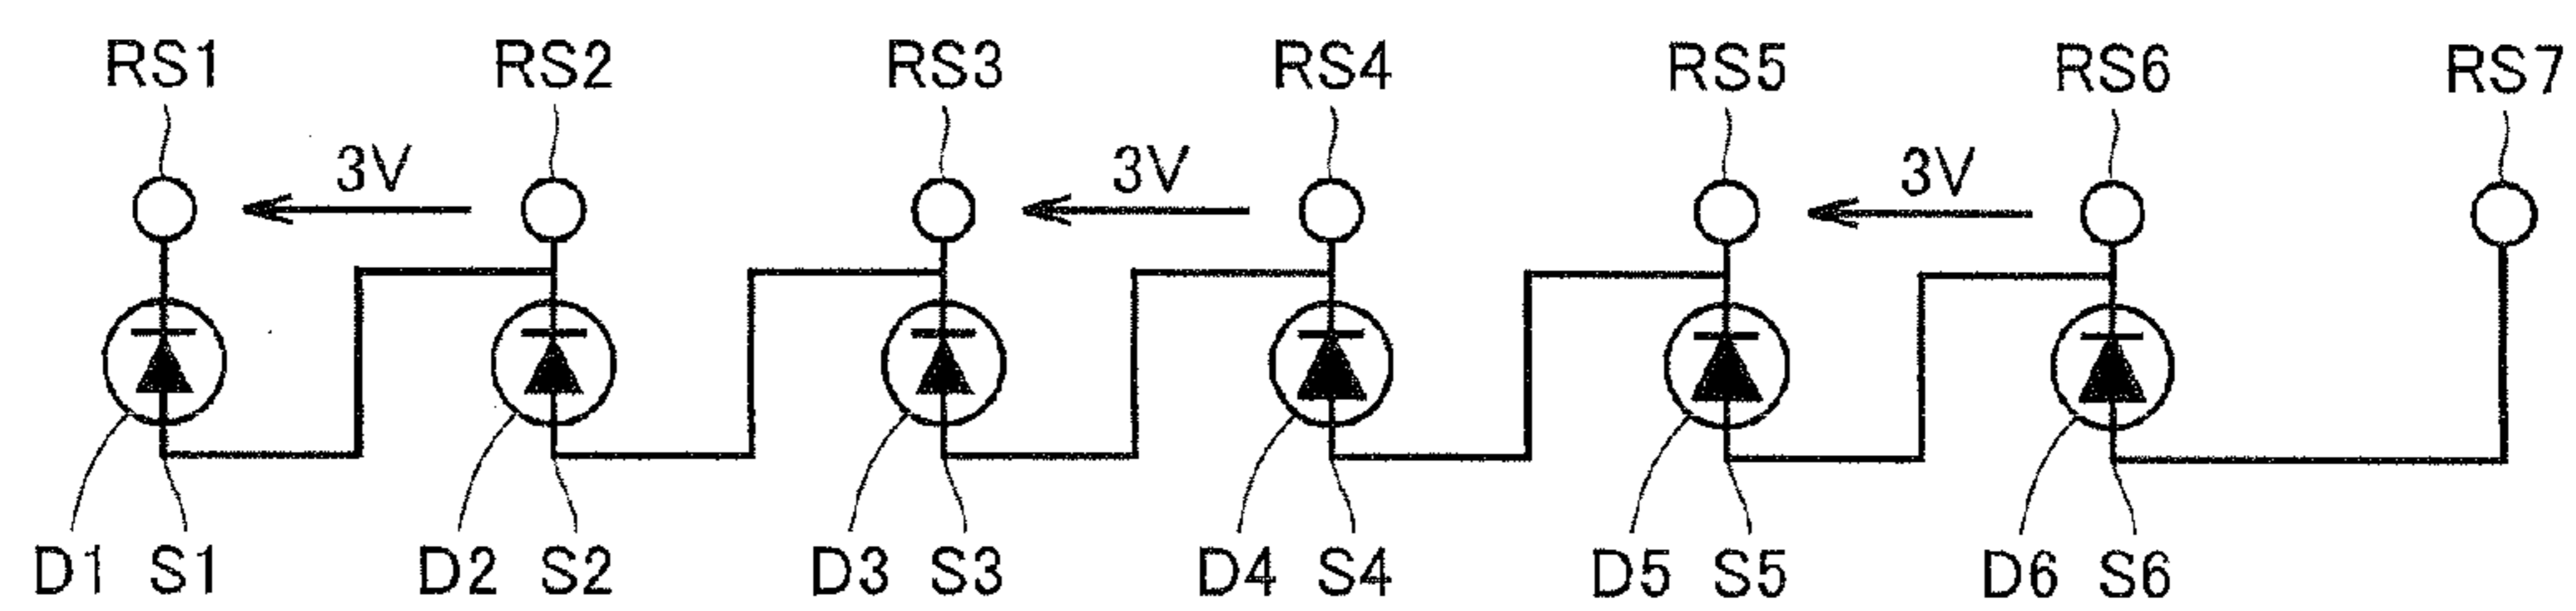 RS1 RS2 RS3 RS4 RS5 RS6 RS7
3V 3V 3V
D1 S1 D2 S2 D3 S3 D4 S4 D5 S5 D6 S6